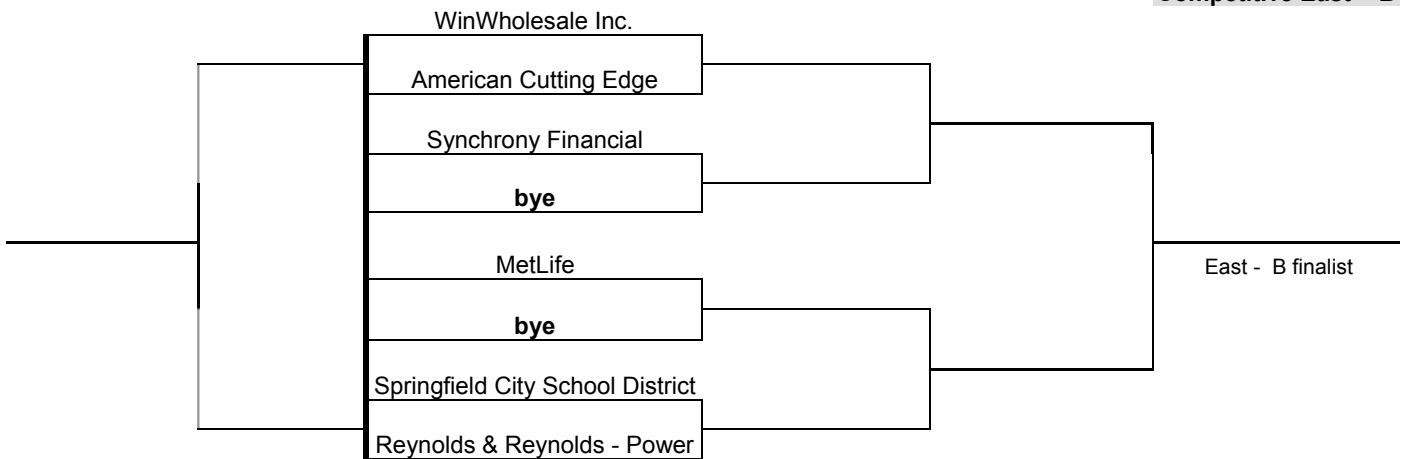 WinWholesale Inc.
American Cutting Edge
Synchrony Financial
bye
MetLife
bye
East - B finalist
Springfield City School District
Reynolds & Reynolds - Power